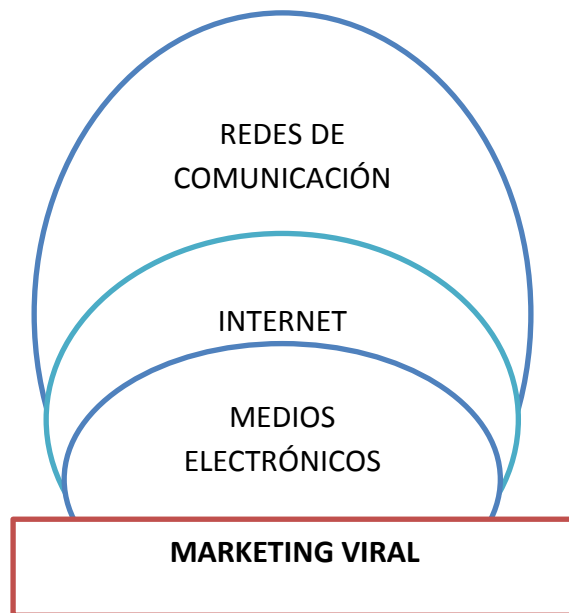 REDES DE
COMUNICACIÓN
INTERNET
MEDIOS
ELECTRÓNICOS
MARKETING VIRAL